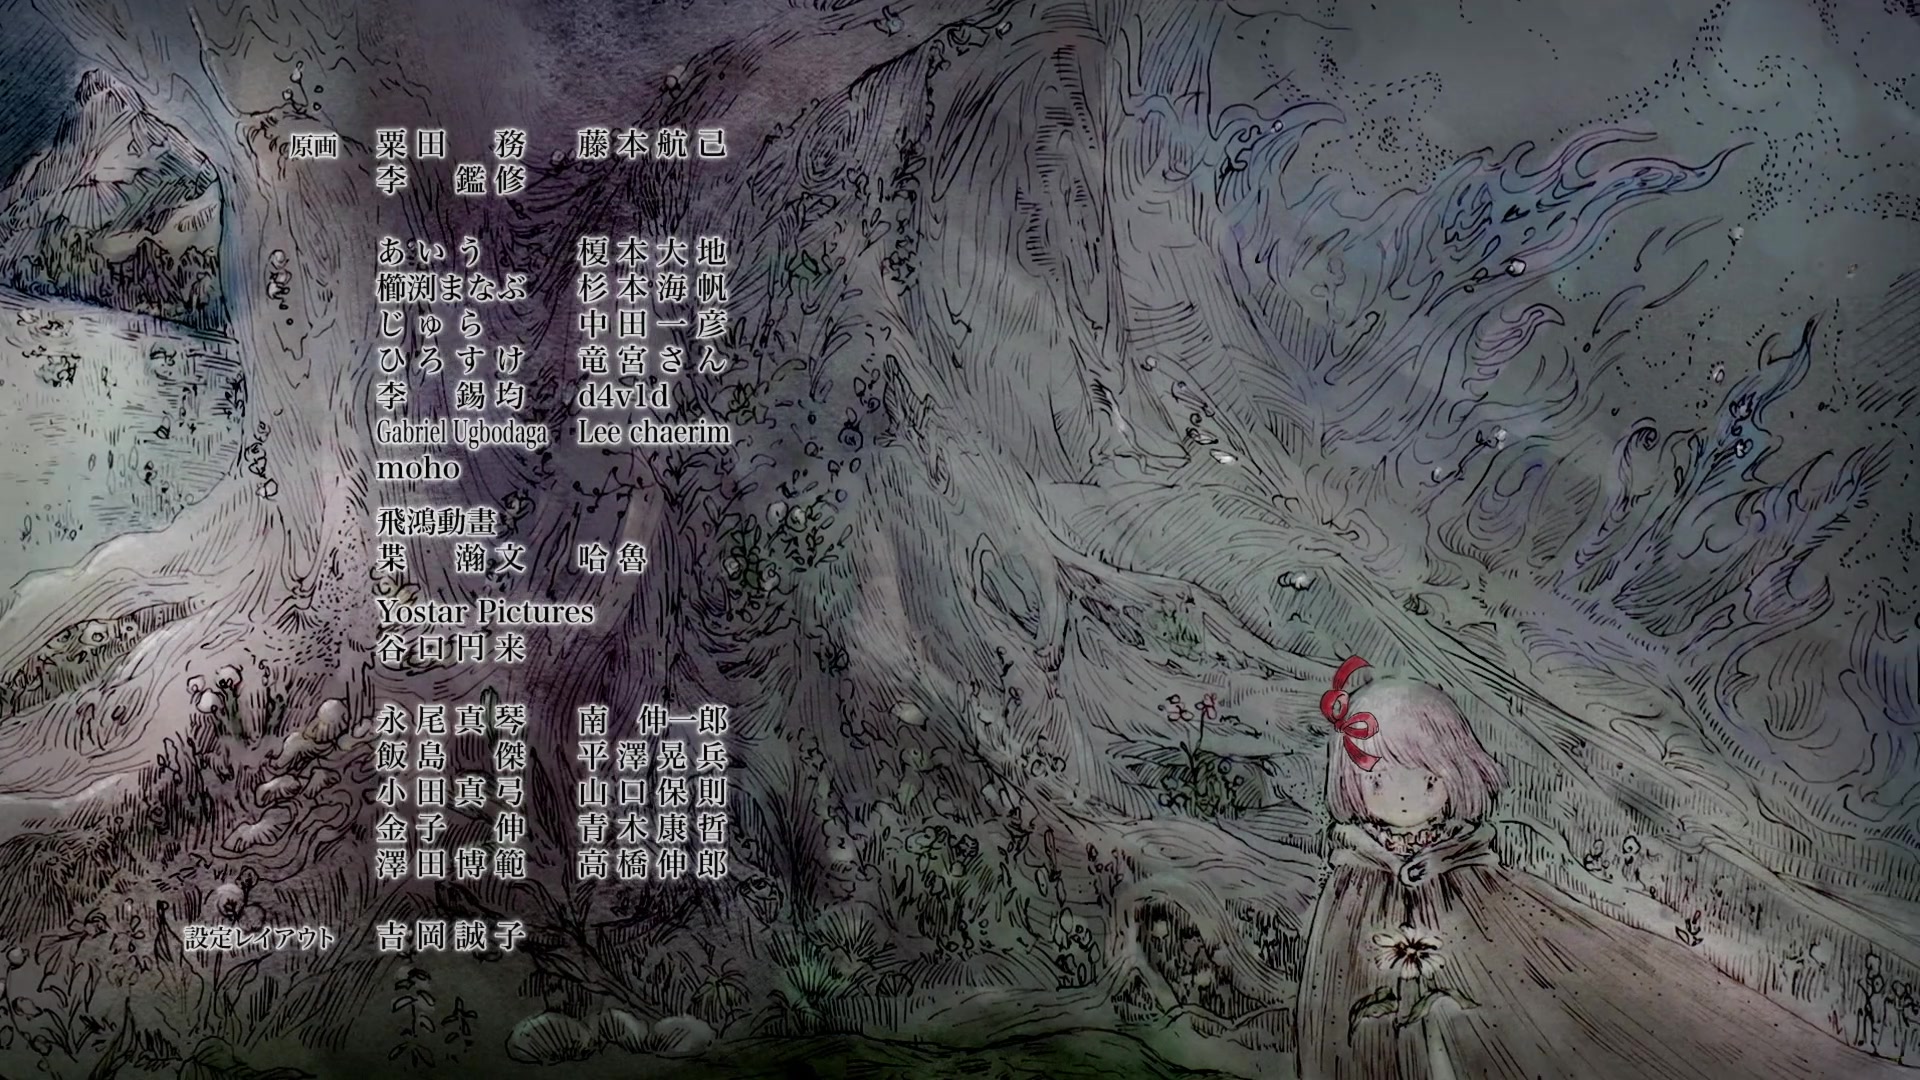 原画 粟田 務 藤本航己
李 鑑修
あいう 榎本大地
櫛渕まなぶ 杉本海帆
じゅら 中田一彦
ひろすけ 竜宮さん
李 錫均 d4v1d
Gabriel Ugbodaga Lee chaerim
moho
飛鴻動畫
瀚文 哈魯
Yostar Pictures
谷口円来
永尾真琴 南 伸一郎
飯島 傑 平澤晃兵
小田真弓 山口保則
金子 伸 青木康哲
澤田博範 高橋伸郎
設定レイアウト 吉岡誠子